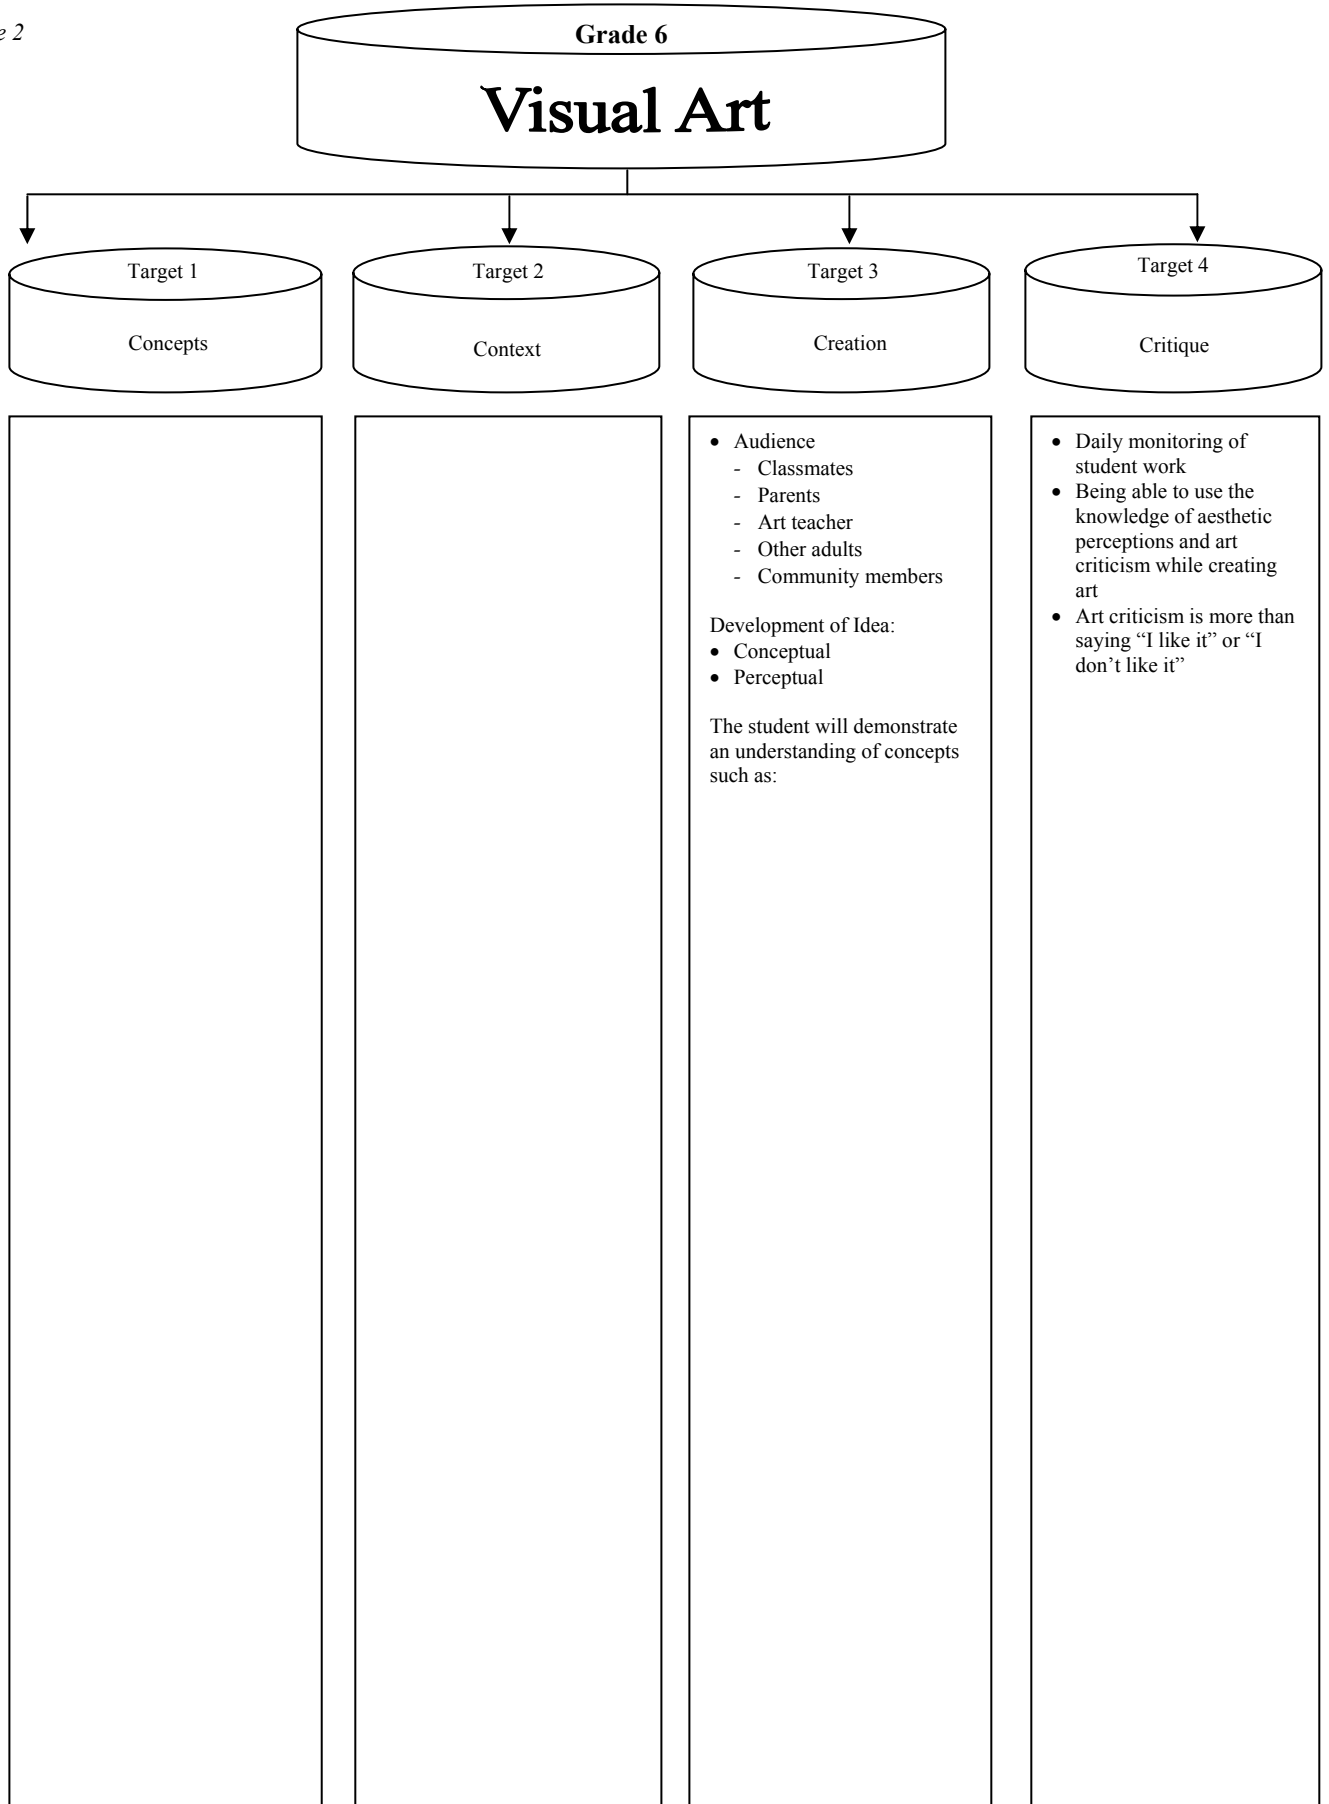 2
Grade 6
Visual Art
Target 1
Concepts
Target 2
Context
Target 3
Creation
Target 4
Critique
• Audience
- Classmates
- Parents
- Art teacher
- Other adults
- Community members
Development of Idea:
• Conceptual
• Perceptual
The student will demonstrate
an understanding of concepts
such as:
• Daily monitoring of
student work
• Being able to use the
knowledge of aesthetic
perceptions and art
criticism while creating
art
• Art criticism is more than
saying “I like it” or “I
don’t like it”